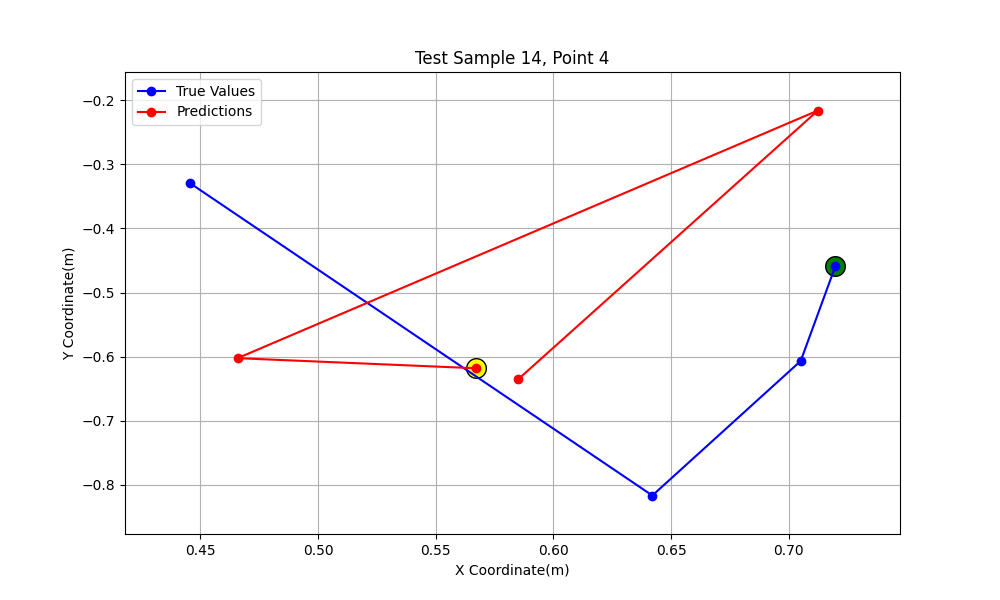 Test Sample 14, Point 4
True Values
Predictions
−0.2
−0.3
−0.4
−0.5
−0.6
−0.7
−0.8
Y Coordinate(m)
0.45 0.50 0.55 0.60 0.65 0.70
X Coordinate(m)